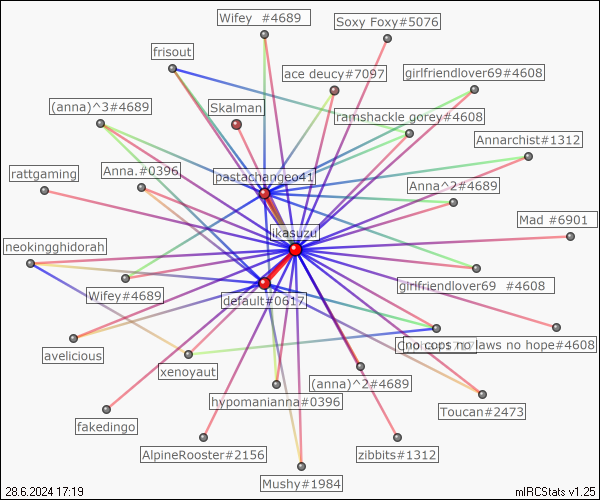 Wifey #4689
Soxy Foxy#5076
frisout
ace deucy#7097
girlfriendlover69#4608
(anna)^3#4689
Skalman
ramshackle gorey#4608
Annarchist#1312
rattgaming
Anna.#0396
pastachangeo41
Anna^2#4689
Mad #6901
neokingghidorah
ikasuzu
Wifey#4689
default#0617
girlfriendlover69 #4608
avelicious
xenoyaut
no cops no laws no hope#4608
(anna)^2#4689
hypomanianna#0396
Toucan#2473
fakedingo
AlpineRooster#2156
zibbits#1312
Mushy#1984
28.6.2024 17:19
mIRCStats v1.25